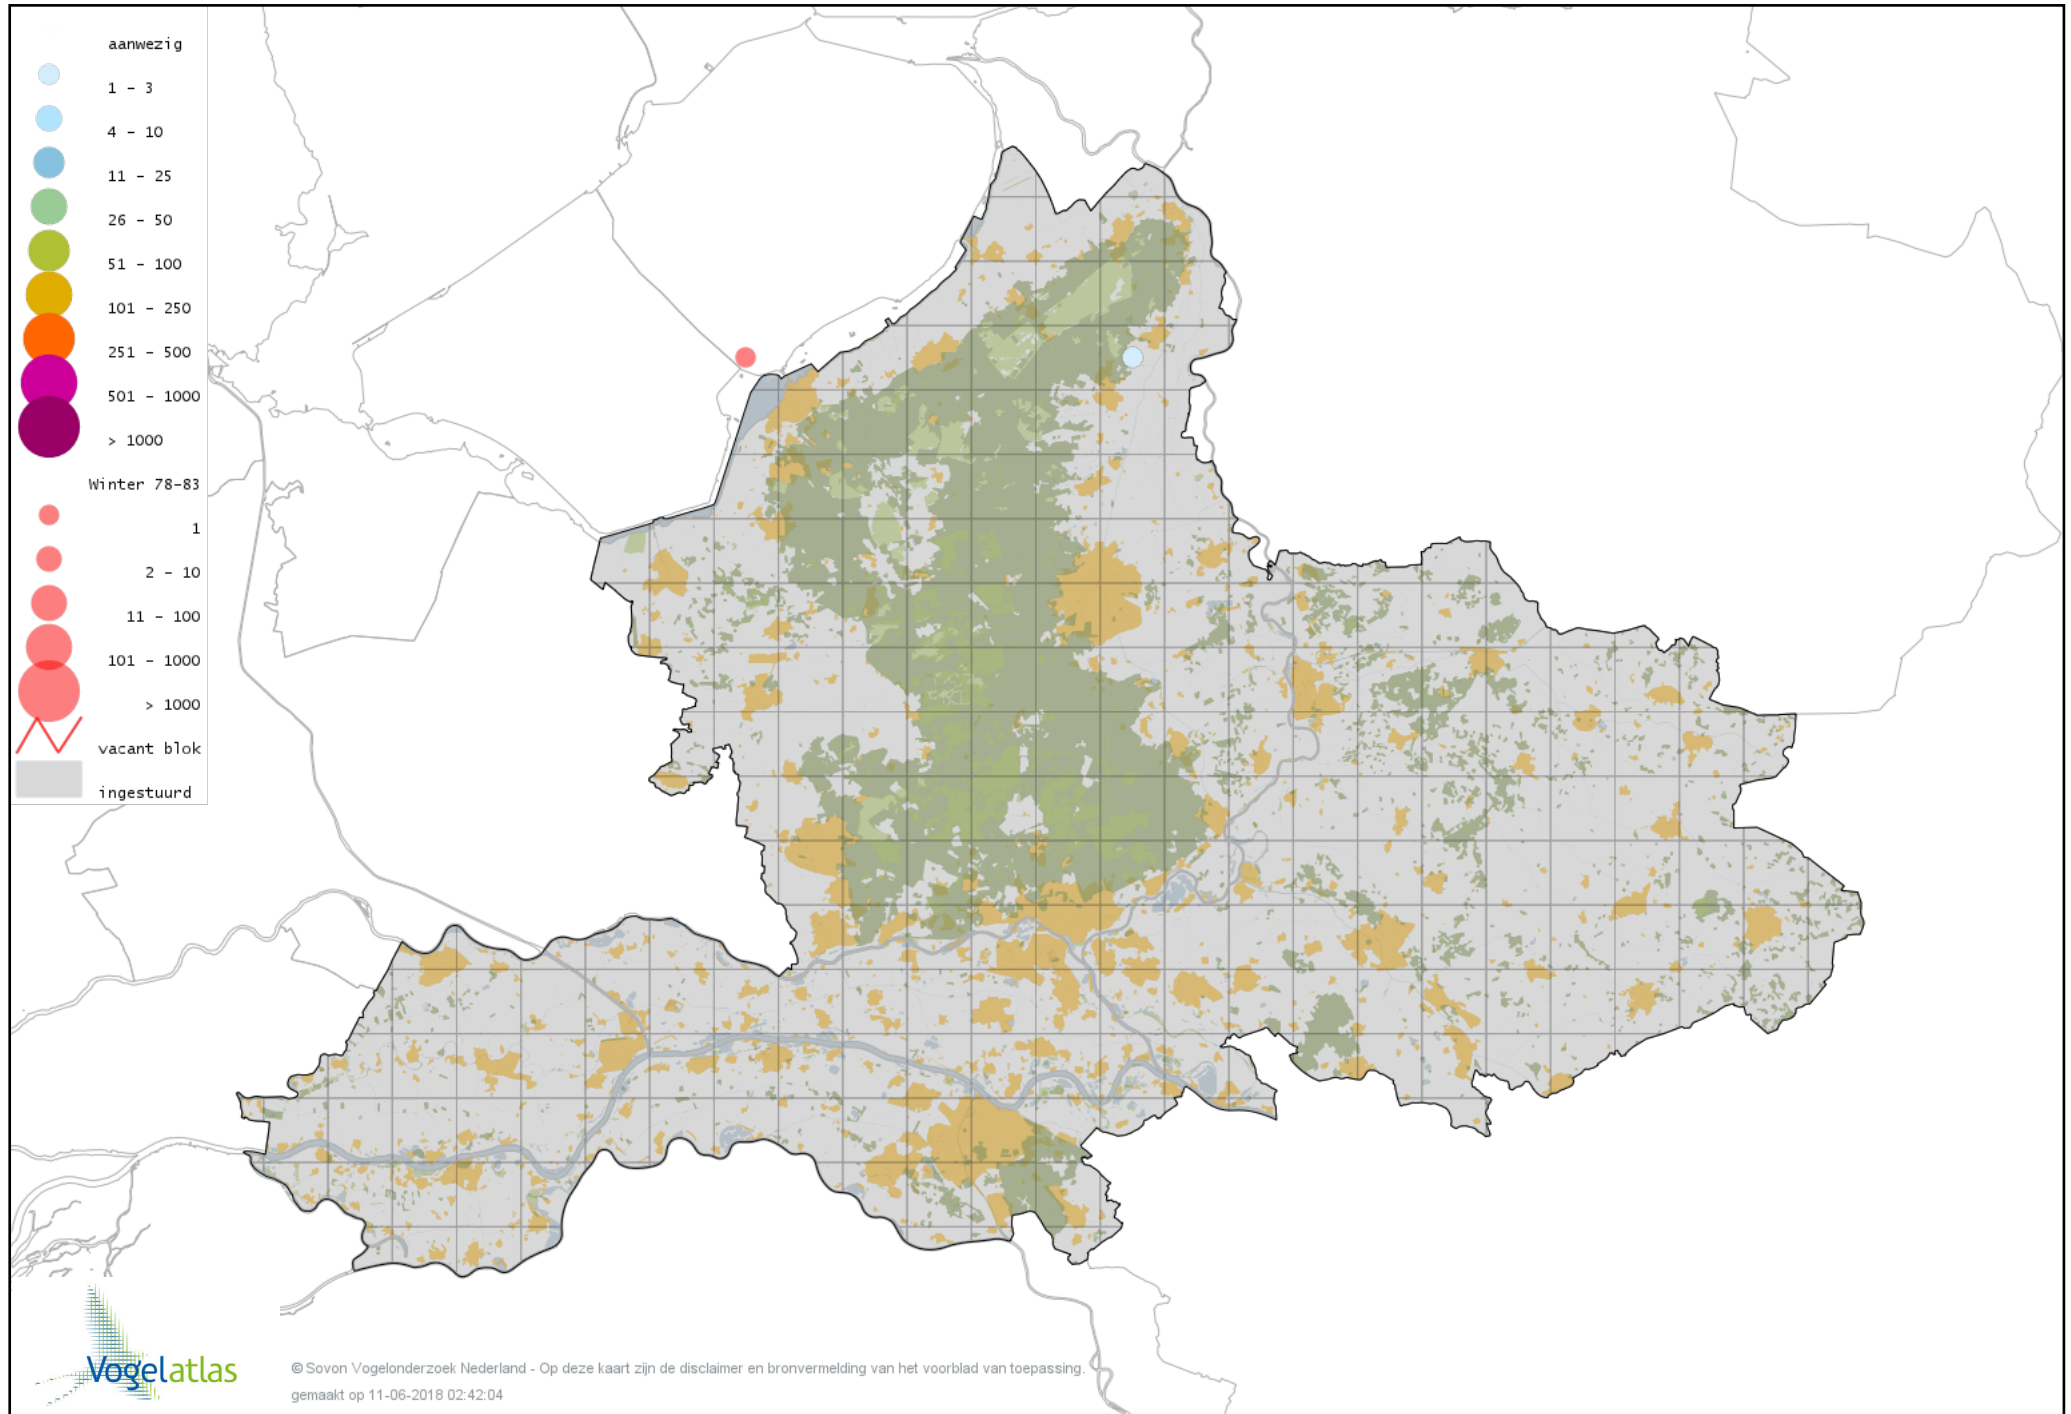 aanwezig
1 - 3
4 - 10
11 - 25
26 - 50
51 - 100
101 - 250
251 - 500
501 - 1000
> 1000
Winter 78-83
1
2 - 10
11 - 100
101 - 1000
> 1000
vacant blok
ingestuurd
Vogelatlas
© Sovon Vogelonderzoek Nederland - Op deze kaart zijn de disclaimer en bronvermelding van het voorblad van toepassing.
gemaakt op 11-06-2018 02:42:04